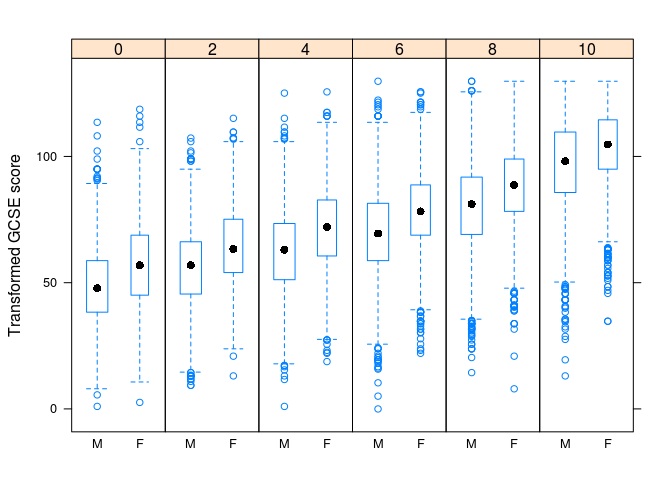 0 2 4 6 8 10
Transformed GCSE score
100
50
0
M F M F M F M F M F M F